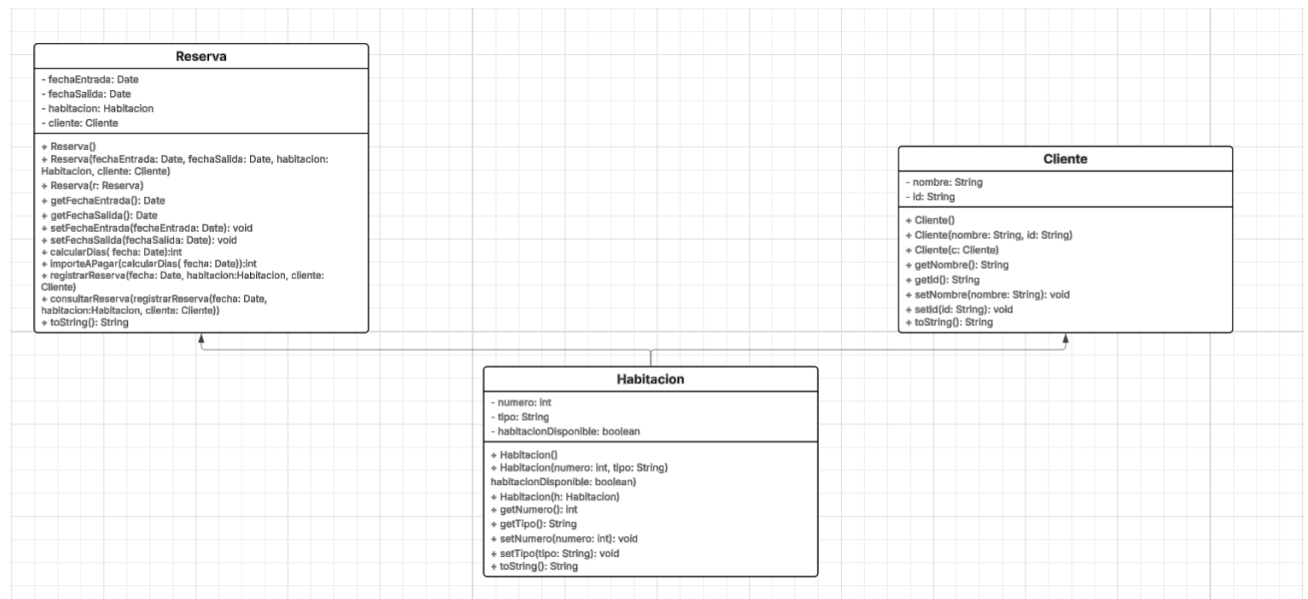 Reserva
- fechaEntrada: Date
- fechaSalida: Date
- habitacion: Habitacion
- cliente: Cliente
+ Reserva()
+ Reserva(fechaEntrada: Date, fechaSalida: Date, habitacion:
Habitacion, cliente: Cliente)
+ Reserva(r: Reserva)
+ getFechaEntrada(): Date
+ getFechaSalida(): Date
+ setFechaEntrada(fechaEntrada: Date): void
+ setFechaSalida(fechaSalida: Date): void
+ calcularDias( fecha: Date):int
+ importeAPagar(calcularDias( fecha: Date)):int
+ registrarReserva(fecha: Date, habitacion:Habitacion, cliente:
Cliente)
+ consultarReserva(registrarReserva(fecha: Date,
habitacion:Habitacion, cliente: Cliente))
+ toString(): String
Cliente
- nombre: String
- id: String
+ Cliente()
+ Cliente(nombre: String, id: String)
+ Cliente(c: Cliente)
+ getNombre(): String
+ getId(): String
+ setNombre(nombre: String): void
+ setId(id: String): void
+ toString(): String
Habitacion
- numero: int
- tipo: String
- habitacionDisponible: boolean
+ Habitacion()
+ Habitacion(numero: int, tipo: String)
habitacionDisponible: boolean)
+ Habitacion(h: Habitacion)
+ getNumero(): int
+ getTipo(): String
+ setNumero(numero: int): void
+ setTipo(tipo: String): void
+ toString(): String